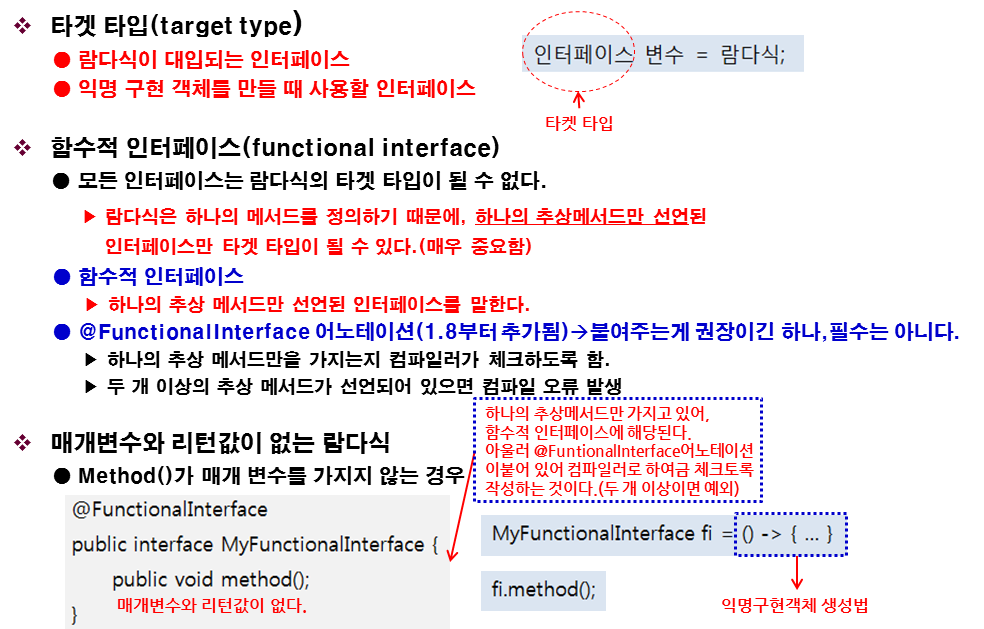 ❖ 타겟 타입(target type)
● 람다식이 대입되는 인터페이스
● 익명 구현 객체를 만들 때 사용할 인터페이스
인터페이스 변수 = 람다식;
타켓 타입
❖ 함수적 인터페이스(functional interface)
● 모든 인터페이스는 람다식의 타겟 타입이 될 수 없다.
▶ 람다식은 하나의 메서드를 정의하기 때문에, 하나의 추상메서드만 선언된
인터페이스만 타겟 타입이 될 수 있다.(매우 중요함)
● 함수적 인터페이스
▶ 하나의 추상 메서드만 선언된 인터페이스를 말한다.
● @FunctionalInterface 어노테이션(1.8부터 추가됨)→붙여주는게 권장이긴 하나,필수는 아니다.
▶ 하나의 추상 메서드만을 가지는지 컴파일러가 체크하도록 함.
▶ 두 개 이상의 추상 메서드가 선언되어 있으면 컴파일 오류 발생
하나의 추상메서드만 가지고 있어,
함수적 인터페이스에 해당된다.
아울러 @FuntionalInterface어노테이션
이붙어 있어 컴파일러로 하여금 체크토록
작성하는 것이다.(두 개 이상이면 예외)
❖ 매개변수와 리턴값이 없는 람다식
● Method()가 매개 변수를 가지지 않는 경우
@FunctionalInterface
public interface MyFunctionalInterface {
public void method();
매개변수와 리턴값이 없다.
}
MyFunctionalInterface fi = () -> { ... }
fi.method();
익명구현객체 생성법